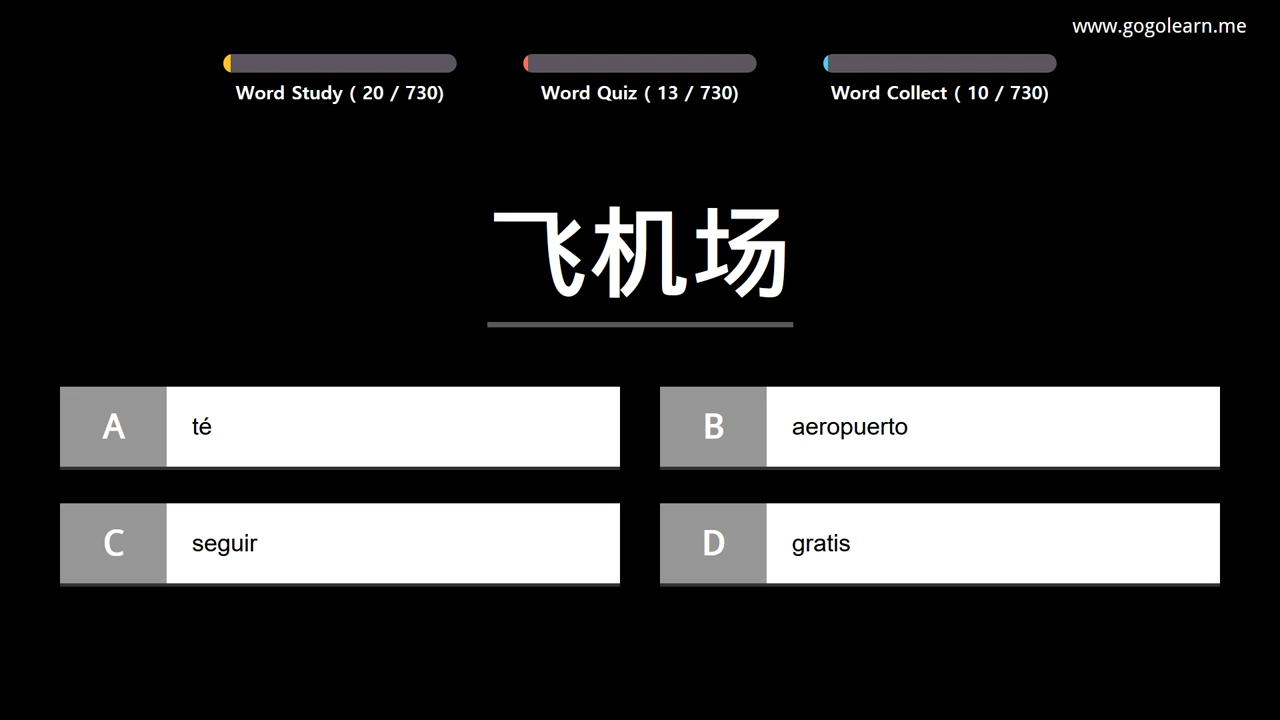 www.gogolearn.me
Word Study ( 20 / 730)
Word Quiz ( 13 / 730)
Word Collect ( 10 / 730)
飞机场
A té
B aeropuerto
C seguir
D gratis